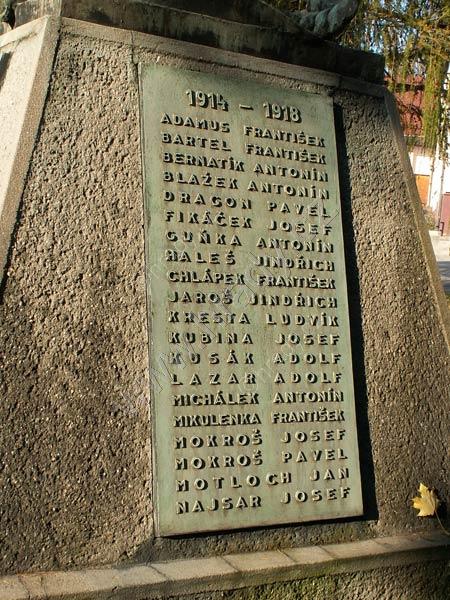 1914 – 1918
ADAMUS FRANTIŠEK
BARTEL FRANTIŠEK
BERNATÍK ANTONÍN
BLAŽEK ANTONÍN
DRAGON PAVEL
FIKÁČEK JOSEF
GUŇKA ANTONÍN
HALEŠ JINDŘICH
CHLÁPEK FRANTIŠEK
JAROŠ JINDŘICH
KRESTA LUDVÍK
KUBINA JOSEF
KUSÁK ADOLF
LAZAR ADOLF
MICHÁLEK ANTONÍN
MIKULENKA FRANTIŠEK
MOKROŠ JOSEF
MOKROŠ PAVEL
MOTLOCH JAN
NAJSAR JOSEF